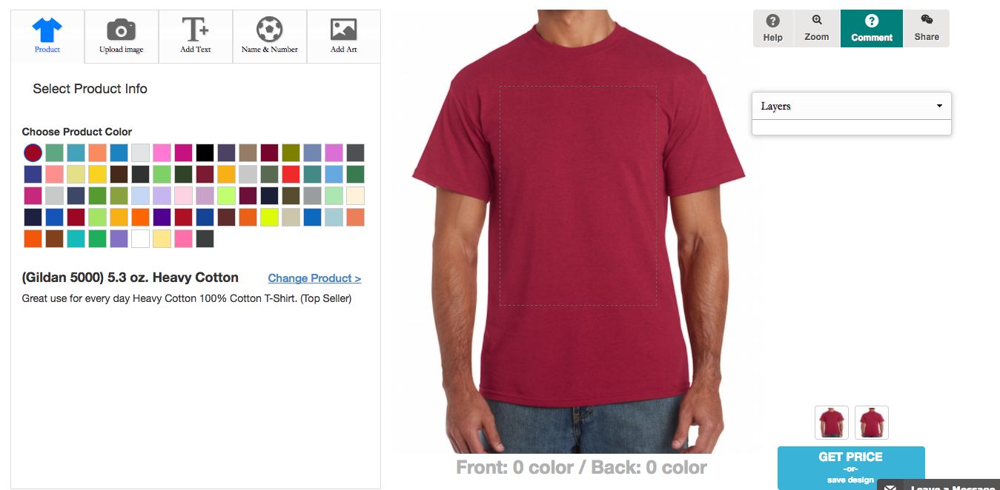 Product
Upload image
Add Text
Name & Number
Add Art
Help
Zoom
Comment
Share
Select Product Info
Layers
Choose Product Color
(Gildan 5000) 5.3 oz. Heavy Cotton
Change Product >
Great use for every day Heavy Cotton 100% Cotton T-Shirt. (Top Seller)
Front: 0 color / Back: 0 color
GET PRICE
-or-
save design
Leave a Message